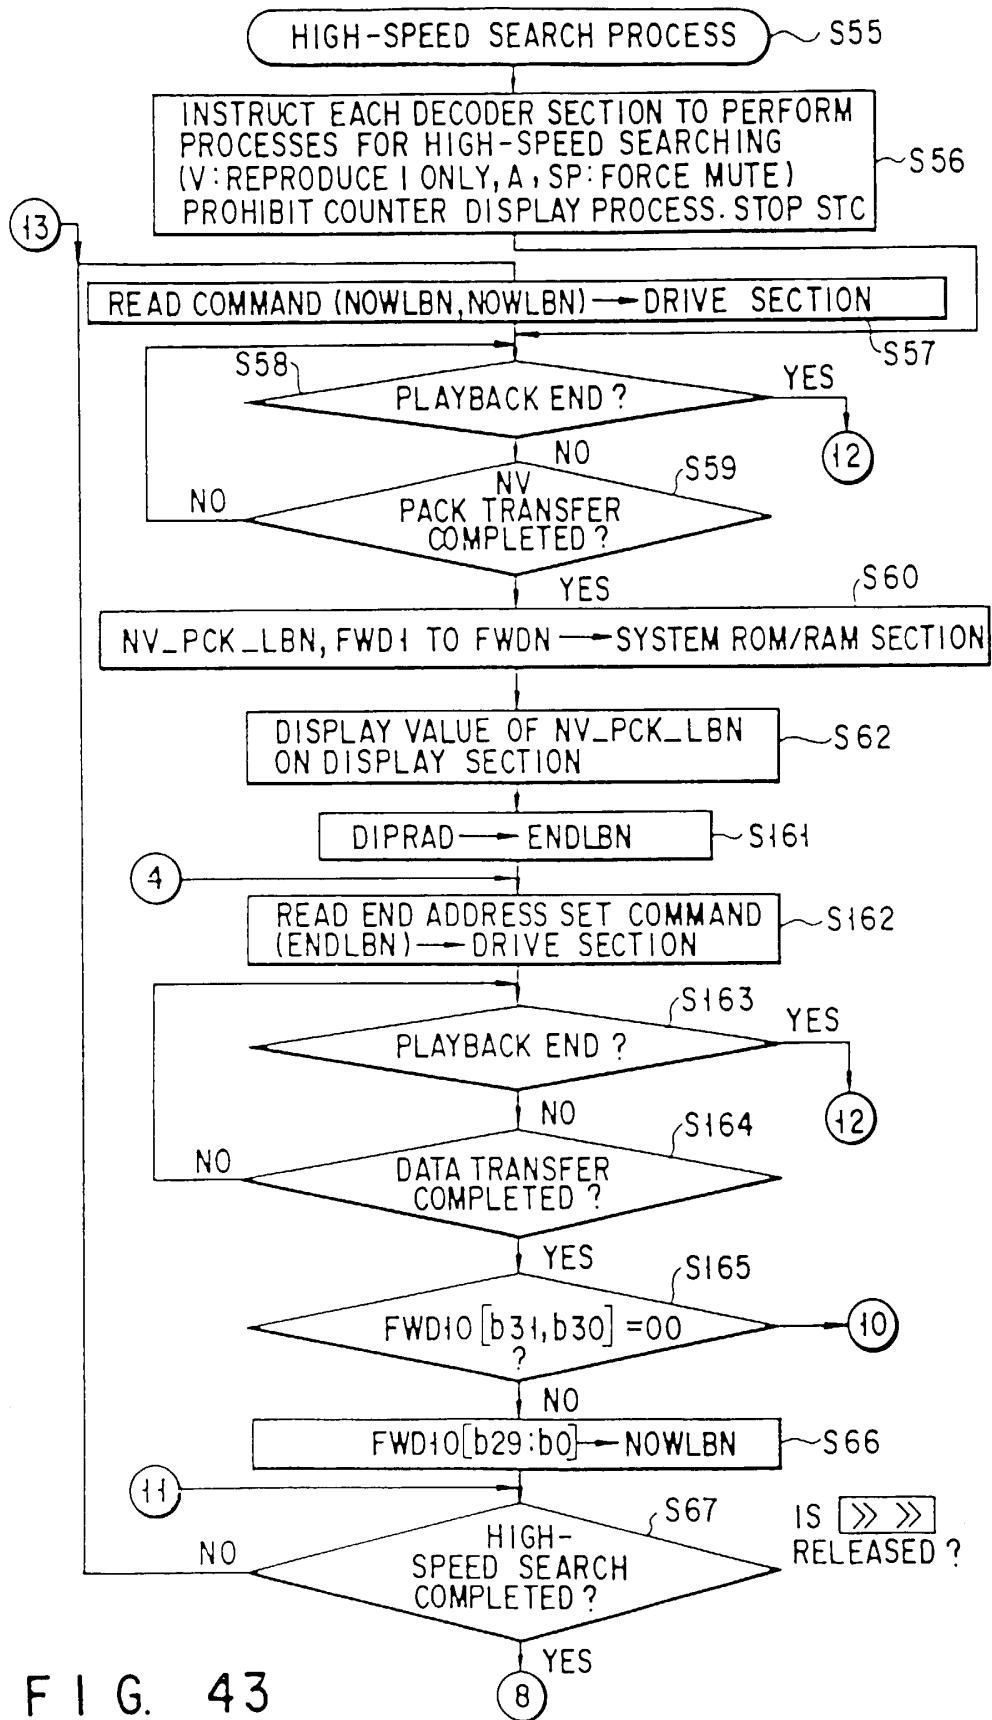 HIGH-SPEED SEARCH PROCESS
S55
INSTRUCT EACH DECODER SECTION TO PERFORM
PROCESSES FOR HIGH-SPEED SEARCHING
(V:REPRODUCE I ONLY, A, SP:FORCE MUTE)
PROHIBIT COUNTER DISPLAY PROCESS. STOP STC
S56
13
READ COMMAND (NOWLBN,NOWLBN) → DRIVE SECTION
S57
S58
PLAYBACK END ?
YES
12
NO
S59
NV
PACK TRANSFER
COMPLETED ?
NO
YES
S60
NV_PCK_LBN, FWD1 TO FWDN → SYSTEM ROM/RAM SECTION
DISPLAY VALUE OF NV_PCK_LBN
ON DISPLAY SECTION
S62
DIPRAD → ENDLBN
S161
4
READ END ADDRESS SET COMMAND
(ENDLBN) → DRIVE SECTION
S162
S163
PLAYBACK END ?
YES
12
NO
S164
DATA TRANSFER
COMPLETED ?
NO
YES
S165
FWD10 [b31,b30] =00
?
10
NO
FWD10[b29:b0] → NOWLBN
S66
11
S67
HIGH-
SPEED SEARCH
COMPLETED ?
NO
IS >> >>
RELEASED ?
YES
8
FIG. 43